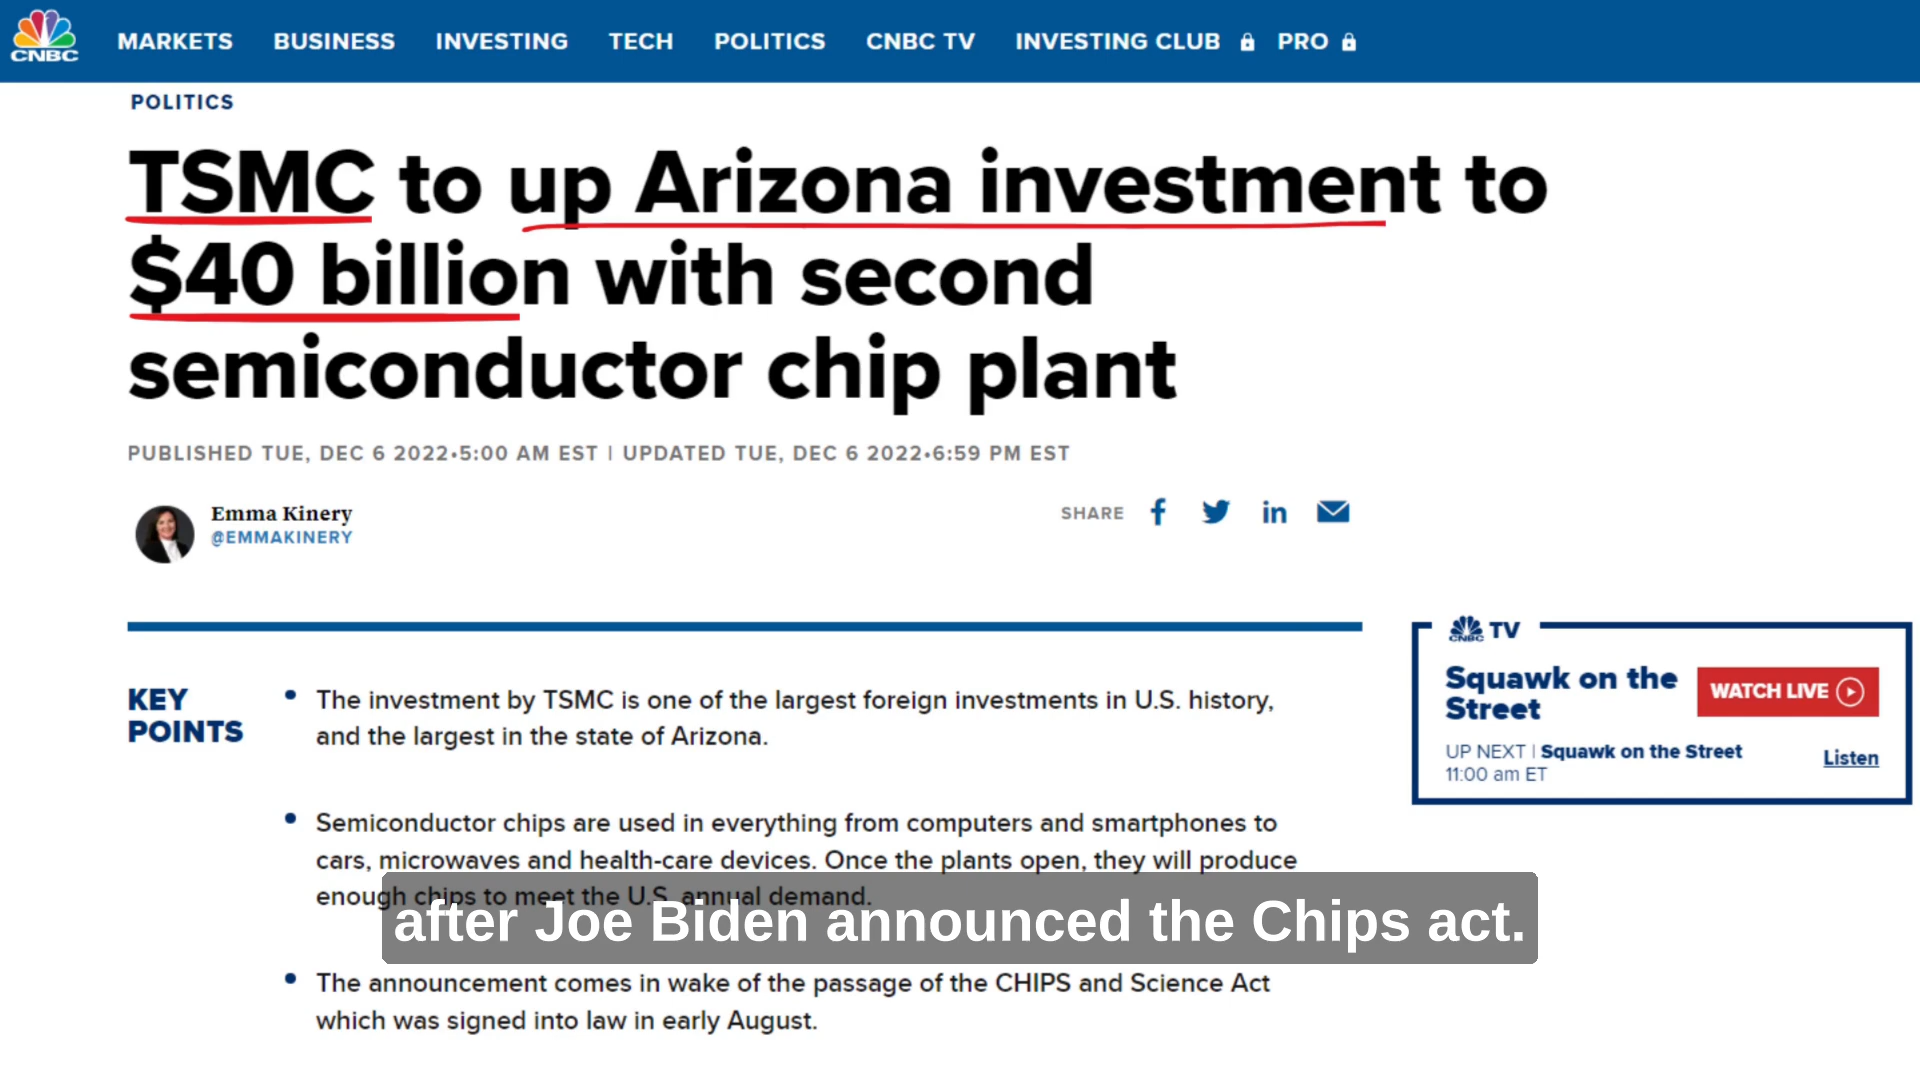 CNBC
MARKETS BUSINESS INVESTING TECH POLITICS CNBC TV INVESTING CLUB PRO
POLITICS
TSMC to up Arizona investment to
$40 billion with second
semiconductor chip plant
PUBLISHED TUE, DEC 6 2022•5:00 AM EST | UPDATED TUE, DEC 6 2022•6:59 PM EST
Emma Kinery
@EMMAKINERY
SHARE
KEY
POINTS
The investment by TSMC is one of the largest foreign investments in U.S. history,
and the largest in the state of Arizona.
Semiconductor chips are used in everything from computers and smartphones to
cars, microwaves and health-care devices. Once the plants open, they will produce
enough chips to meet the U.S. annual demand.
after Joe Biden announced the Chips act.
The announcement comes in wake of the passage of the CHIPS and Science Act
which was signed into law in early August.
CNBC TV
Squawk on the
Street
WATCH LIVE
UP NEXT | Squawk on the Street
11:00 am ET
Listen